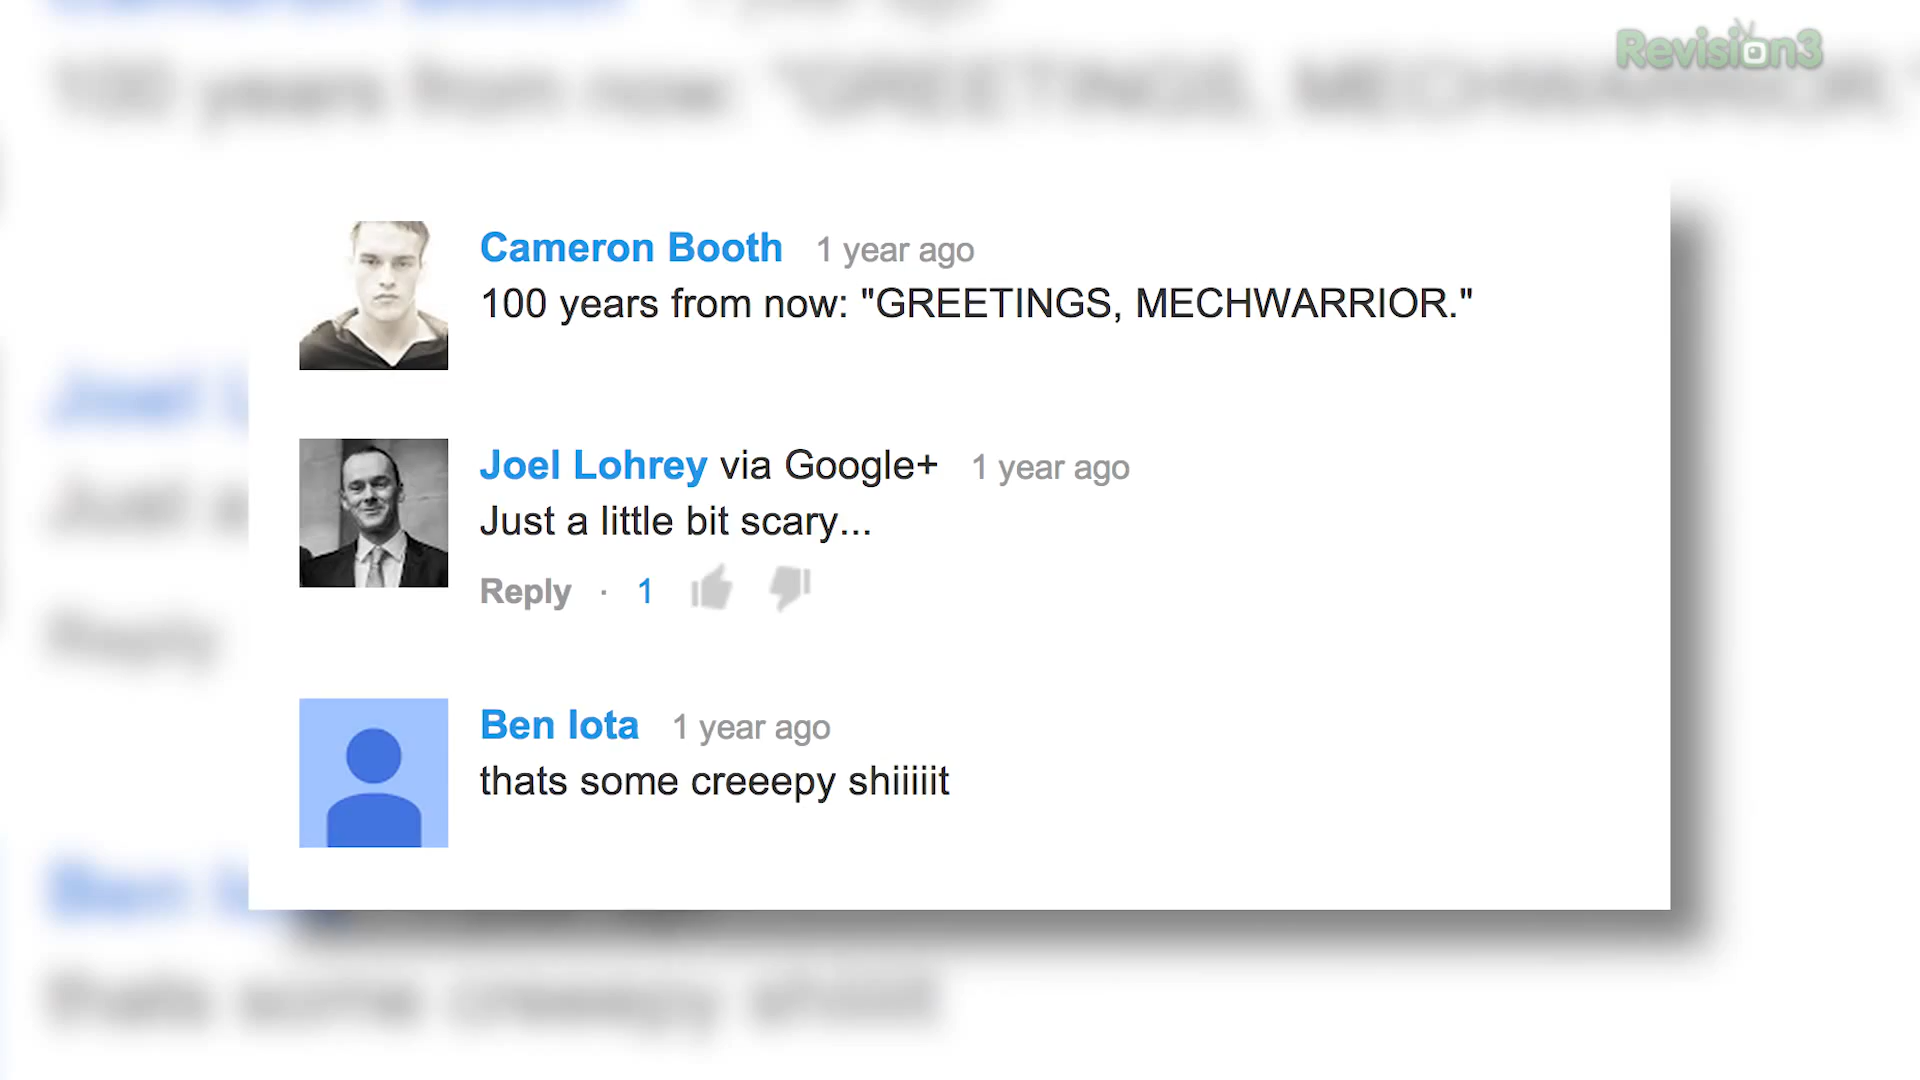 Revision3
Cameron Booth 1 year ago
100 years from now: "GREETINGS, MECHWARRIOR."
Joel Lohrey via Google+ 1 year ago
Just a little bit scary...
Reply · 1
Ben Iota 1 year ago
thats some creeepy shiiiiit